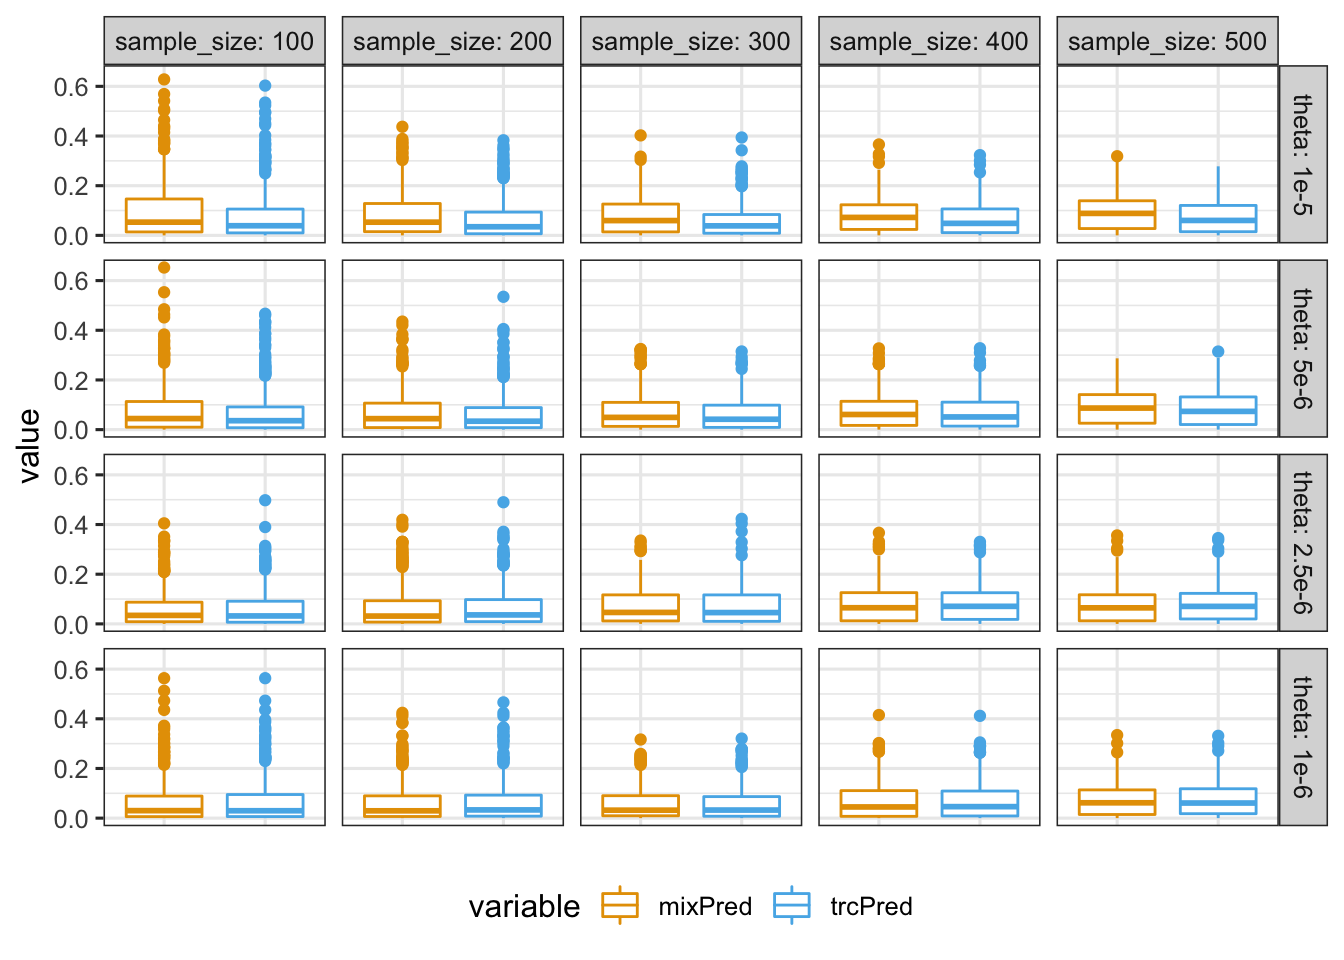 sample_size: 100
sample_size: 200
sample_size: 300
sample_size: 400
sample_size: 500
0.6
0.4
0.2
0.0
theta: 1e-5
0.6
0.4
0.2
0.0
theta: 5e-6
value
0.6
0.4
0.2
0.0
theta: 2.5e-6
0.6
0.4
0.2
0.0
theta: 1e-6
variable
mixPred
trcPred